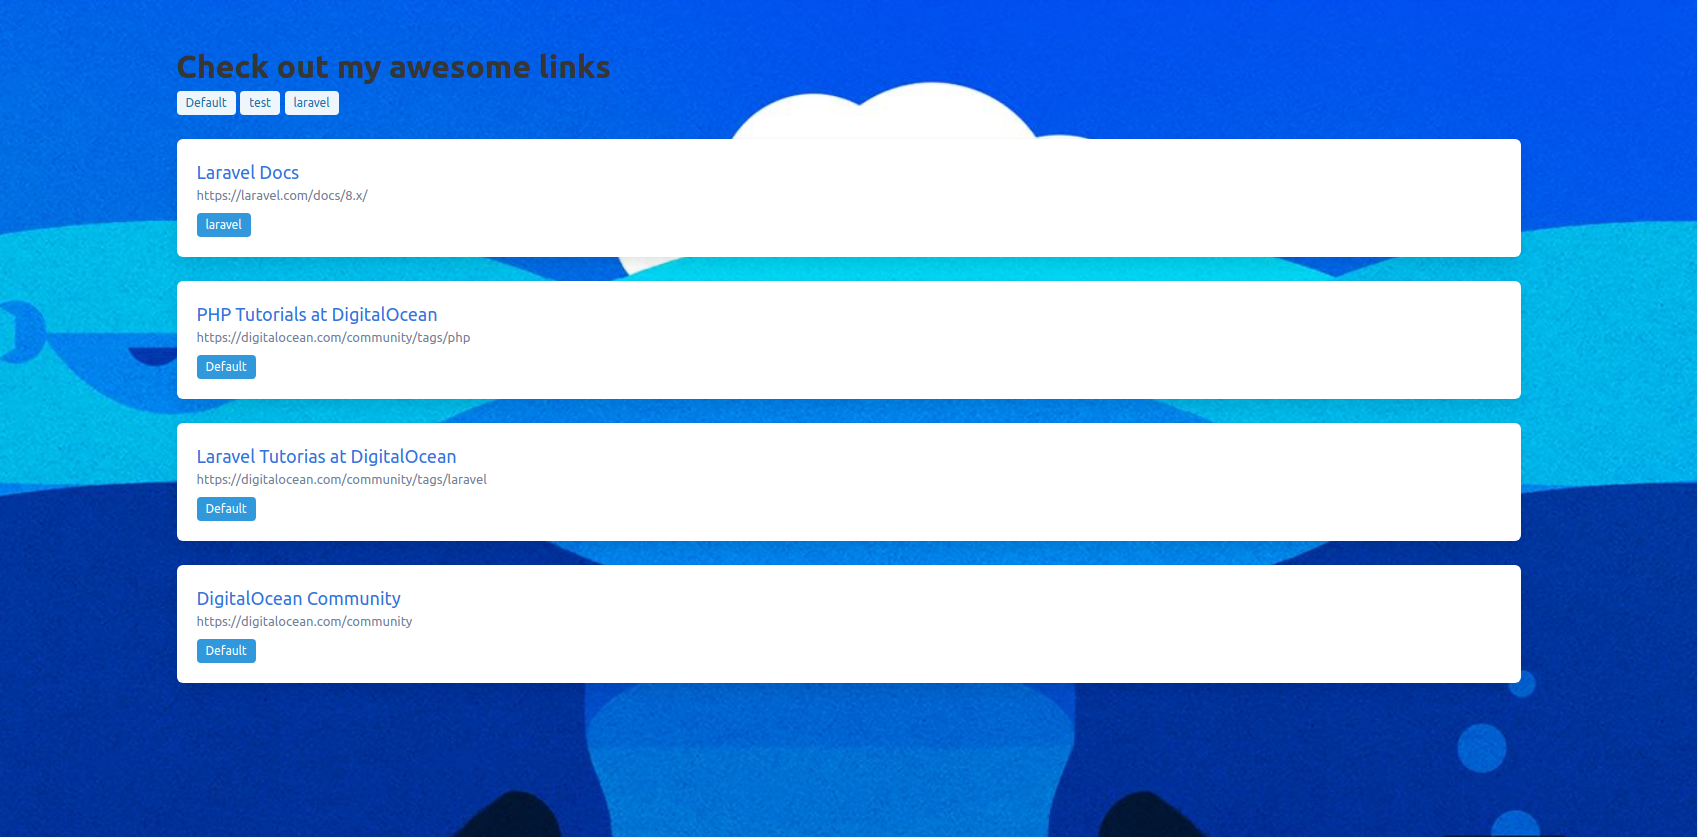 Check out my awesome links
Default test laravel
Laravel Docs
https://laravel.com/docs/8.x/
laravel
PHP Tutorials at DigitalOcean
https://digitalocean.com/community/tags/php
Default
Laravel Tutorias at DigitalOcean
https://digitalocean.com/community/tags/laravel
Default
DigitalOcean Community
https://digitalocean.com/community
Default